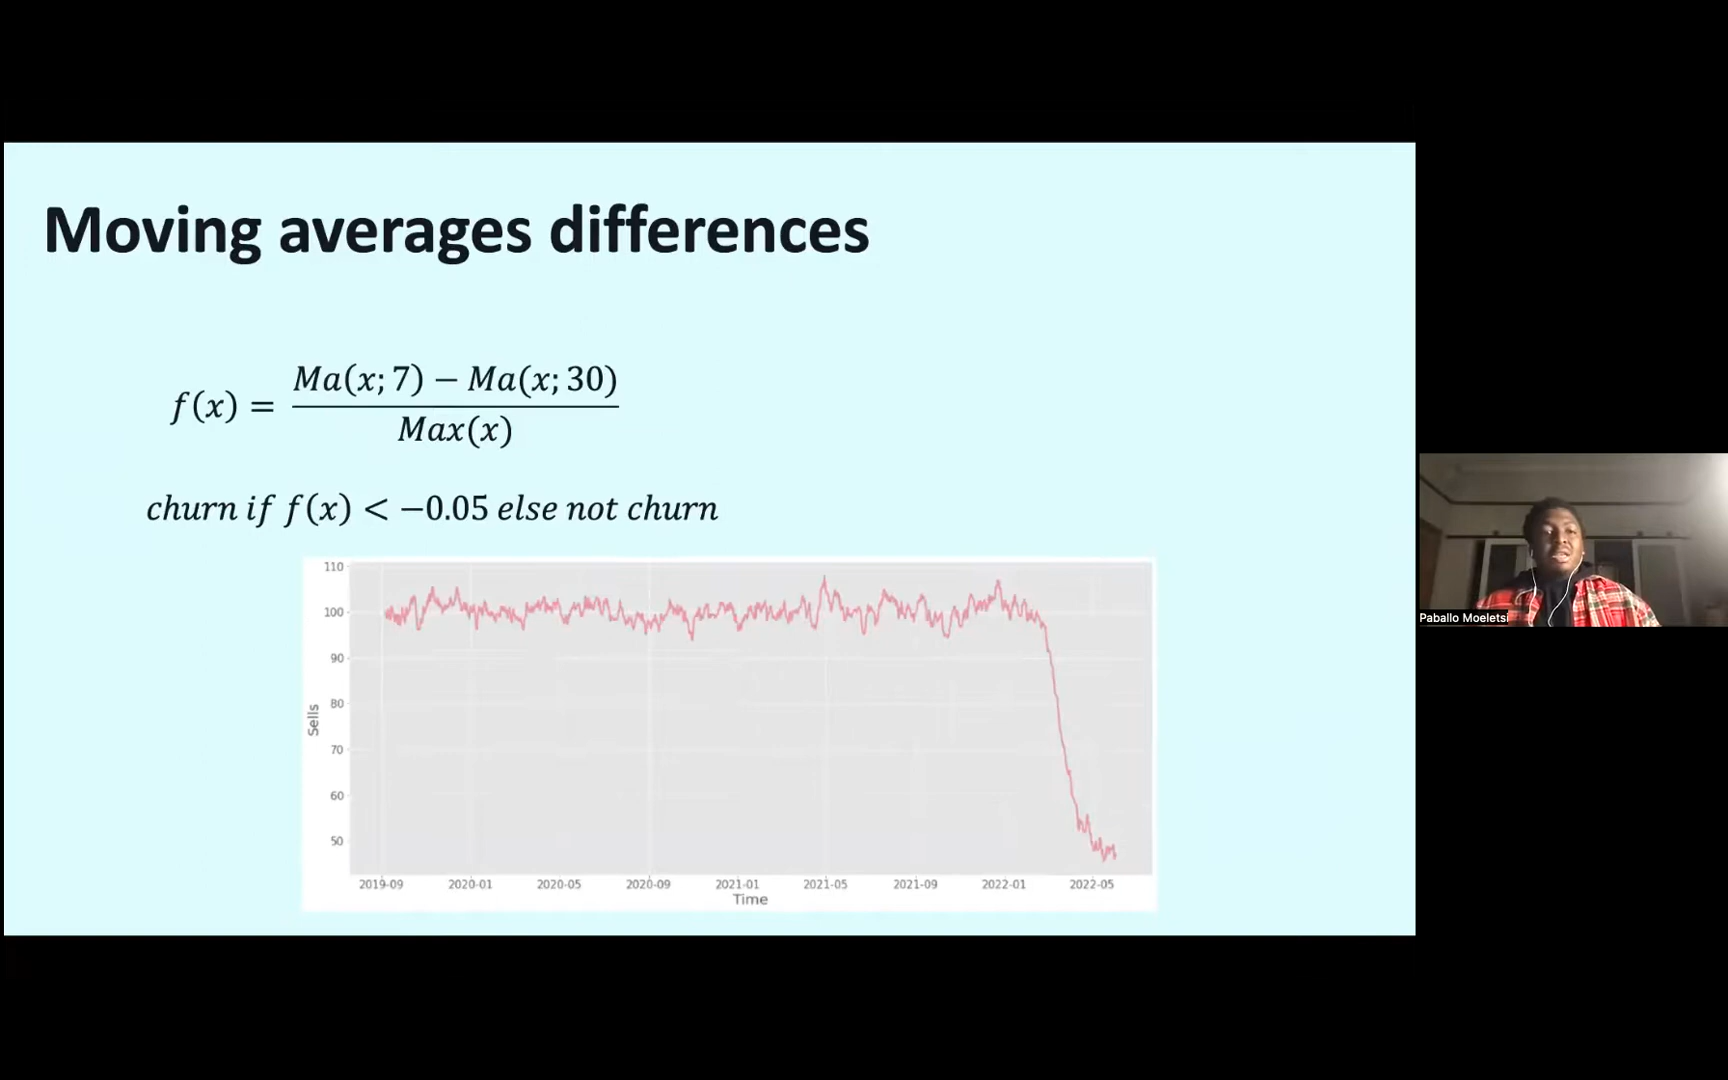 Moving averages differences
f(x) = Ma(x; 7) − Ma(x; 30)
Max(x)
churn if f(x) < −0.05 else not churn
110
100
90
80
70
60
50
Sells
2019-09 2020-01 2020-05 2020-09 2021-01 2021-05 2021-09 2022-01 2022-05
Time
Paballo Moeletsi